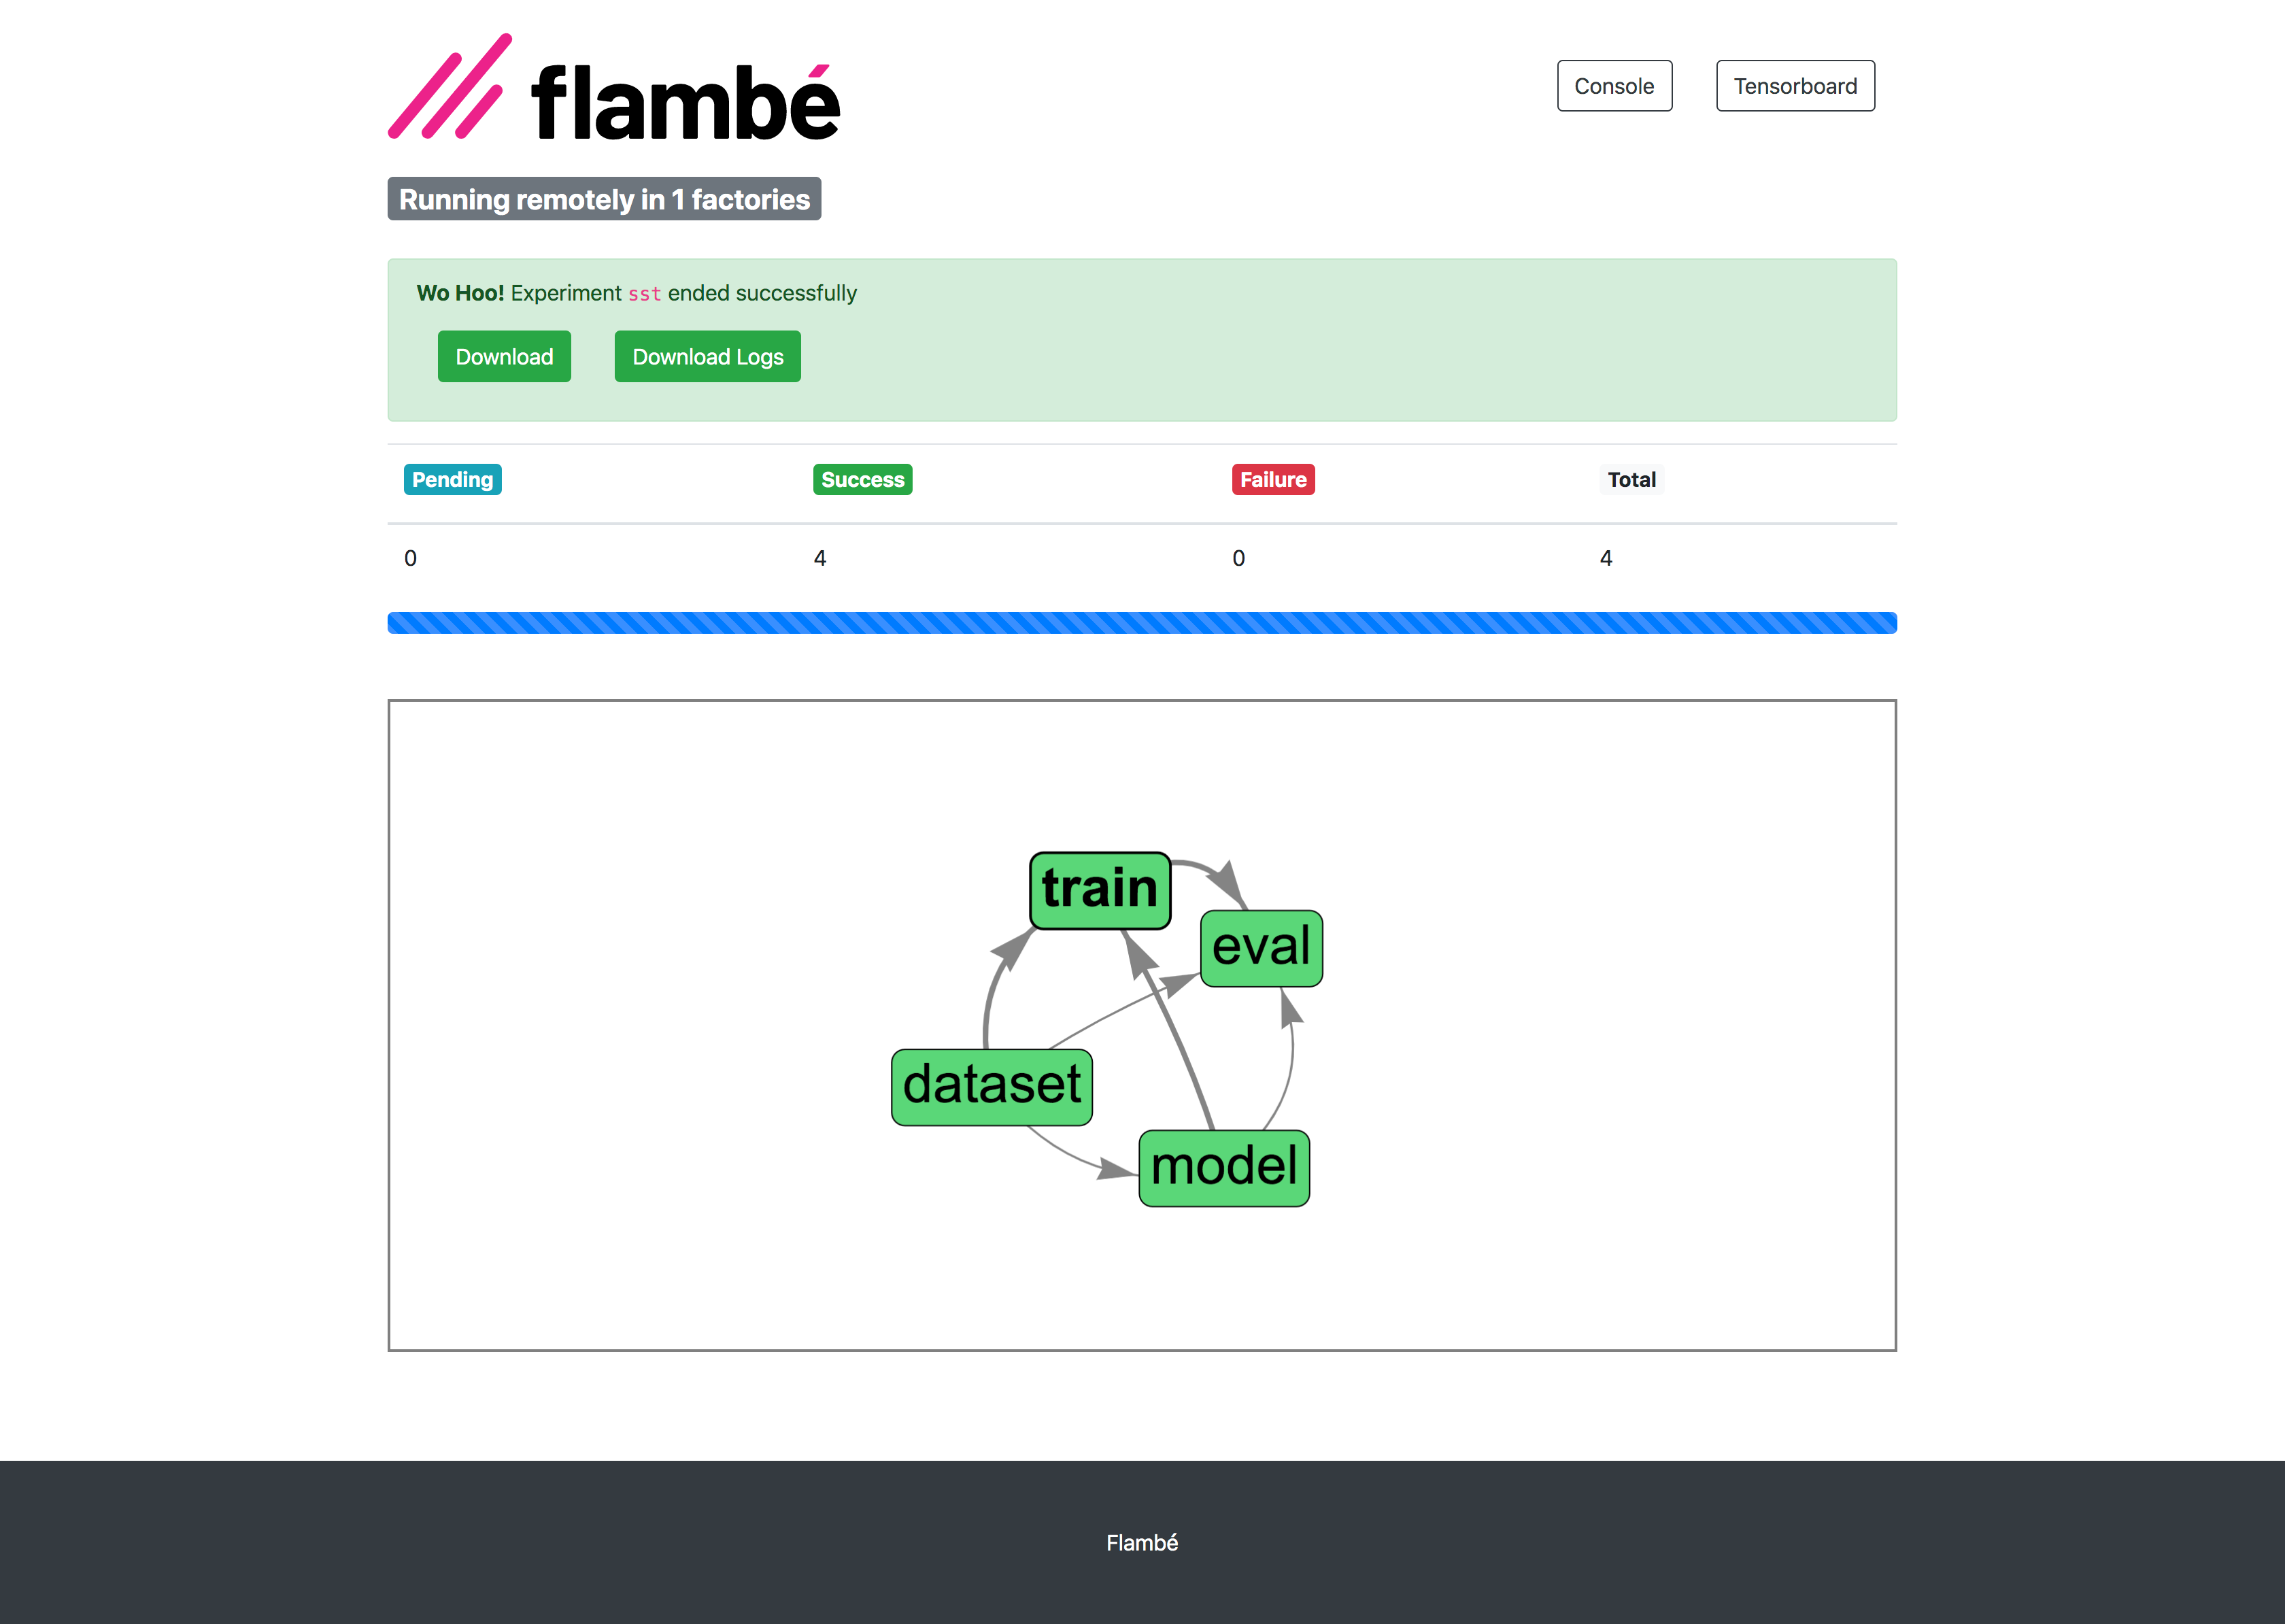 flambé
Console Tensorboard
Running remotely in 1 factories
Wo Hoo! Experiment sst ended successfully
Download Download Logs
Pending Success Failure Total
0 4 0 4
train
eval
dataset
model
Flambé